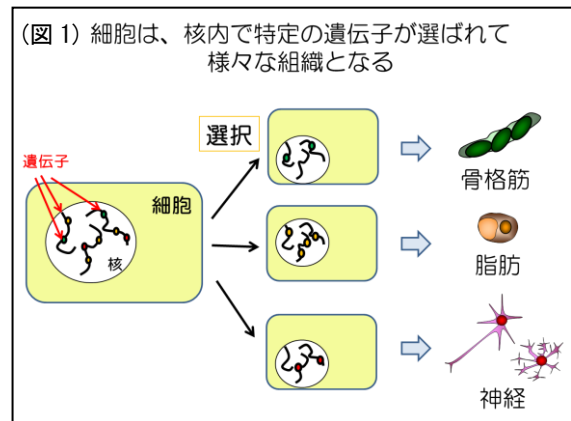 (図1) 細胞は、核内で特定の遺伝子が選ばれて
様々な組織となる
選択
遺伝子
細胞
核
骨格筋
脂肪
神経